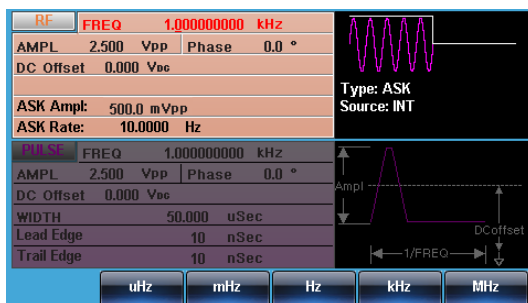 RF FREQ 1.000000000 kHz
AMPL 2.500 Vpp Phase 0.0 °
DC Offset 0.000 VDC
ASK Ampl: 500.0 mVpp
ASK Rate: 10.0000 Hz
Type: ASK
Source: INT
PULSE FREQ 1.000000000 kHz
AMPL 2.500 Vpp Phase 0.0 °
DC Offset 0.000 VDC
WIDTH 50.000 uSec
Lead Edge 10 nSec
Trail Edge 10 nSec
Ampl
DCoffset
1/FREQ
uHz mHz Hz kHz MHz